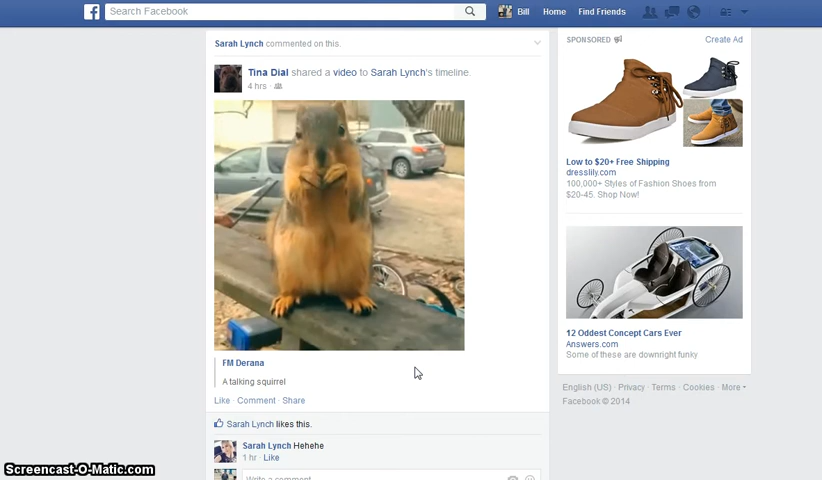 Search Facebook
Bill Home Find Friends
Sarah Lynch commented on this.
Tina Dial shared a video to Sarah Lynch's timeline.
4 hrs ·
FM Derana
A talking squirrel
Like · Comment · Share
Sarah Lynch likes this.
Sarah Lynch Hehehe
1 hr · Like
Write a comment...
SPONSORED Create Ad
Low to $20+ Free Shipping
dresslily.com
100,000+ Styles of Fashion Shoes from
$20-45. Shop Now!
12 Oddest Concept Cars Ever
Answers.com
Some of these are downright funky
English (US) · Privacy · Terms · Cookies · More
Facebook © 2014
Screencast-O-Matic.com